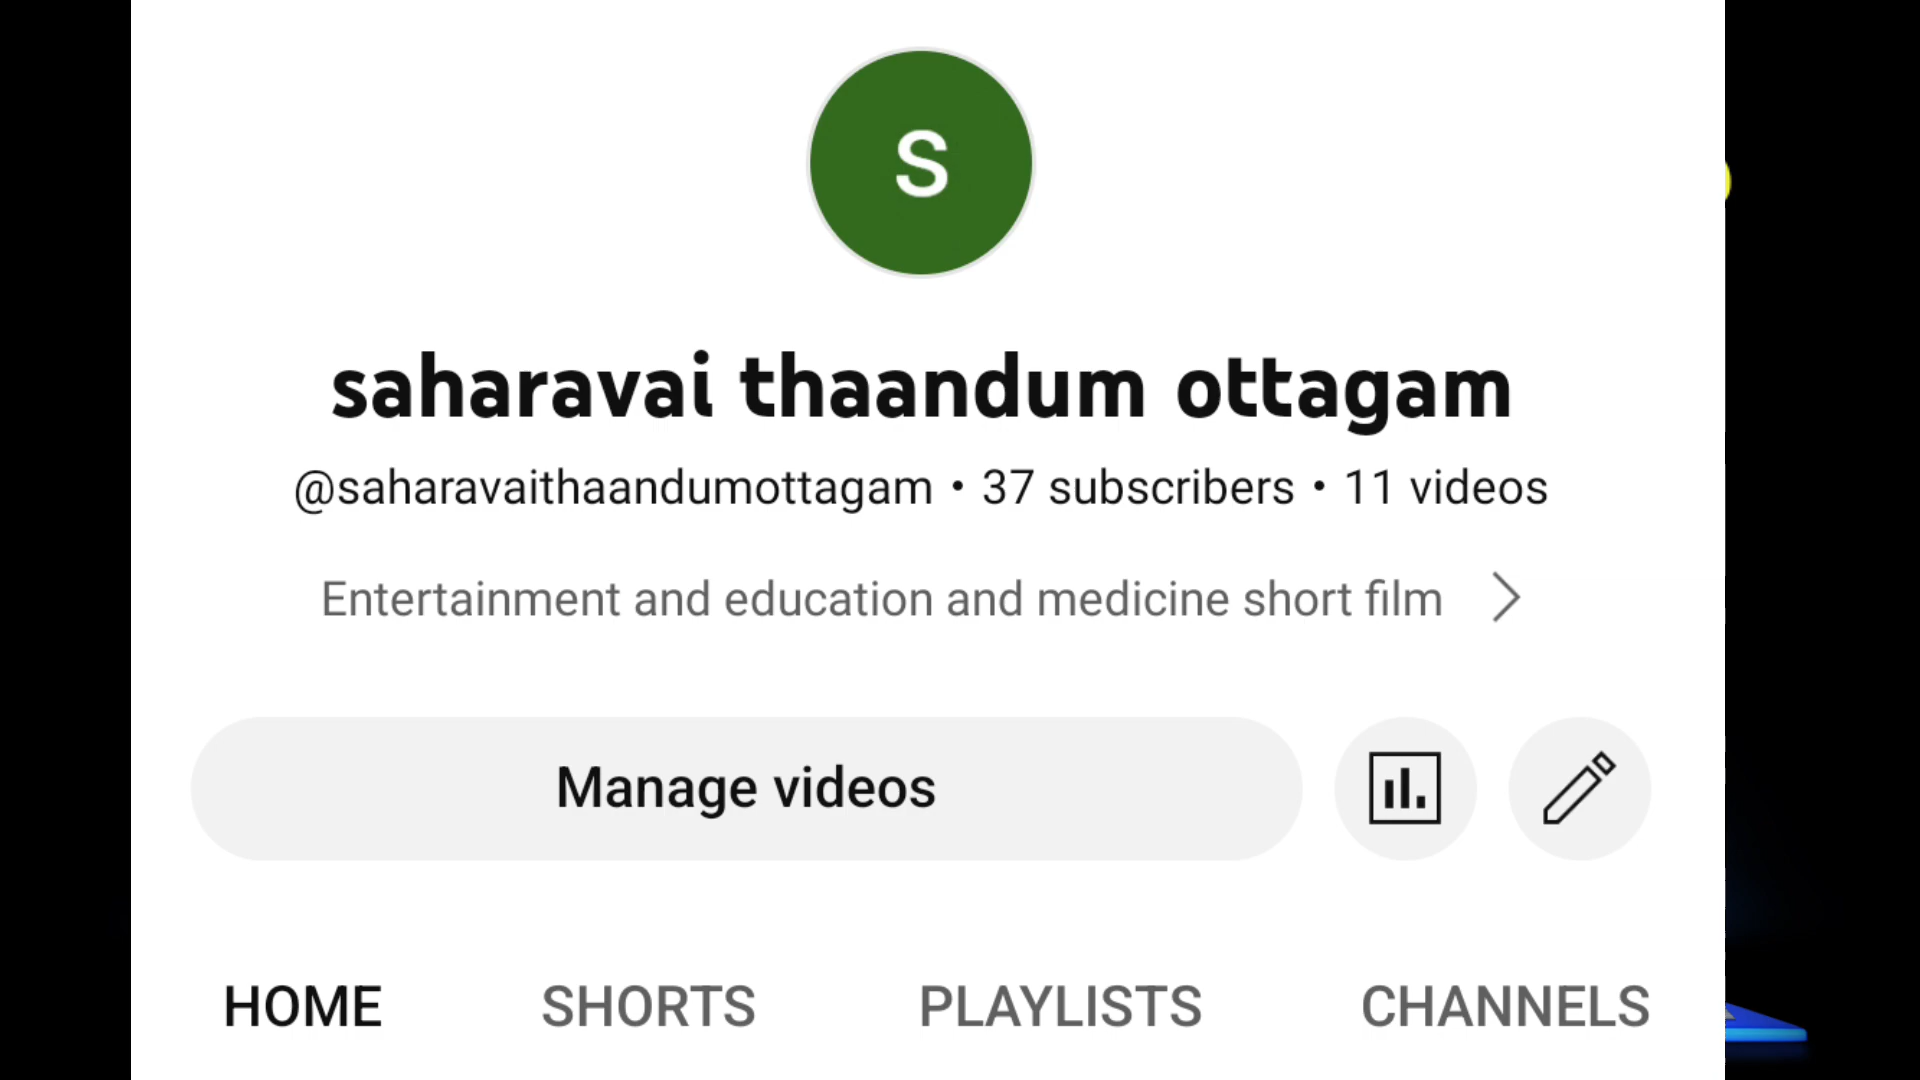 S
saharavai thaandum ottagam
@saharavaithaandumottagam • 37 subscribers • 11 videos
Entertainment and education and medicine short film
Manage videos
HOME SHORTS PLAYLISTS CHANNELS